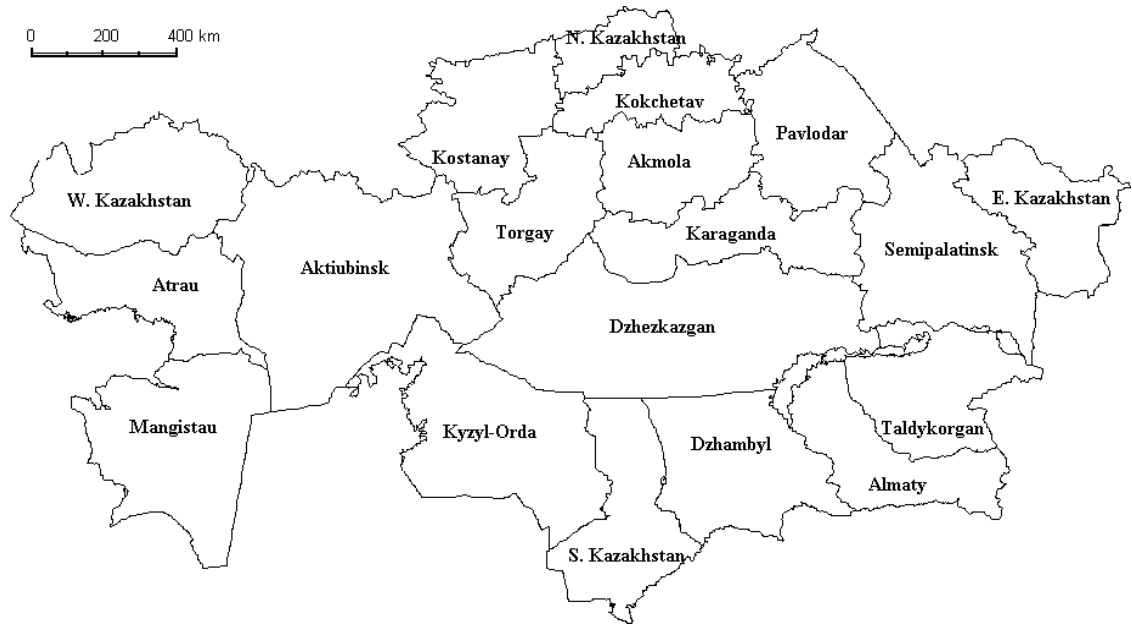 N. Kazakhstan
0 200 400 km
Kokchetav
Pavlodar
Kostanay
Akmola
W. Kazakhstan
E. Kazakhstan
Torgay
Karaganda
Semipalatinsk
Aktiubinsk
Atrau
Dzhezkazgan
Mangistau
Kyzyl-Orda
Dzhambyl
Taldykorgan
Almaty
S. Kazakhstan